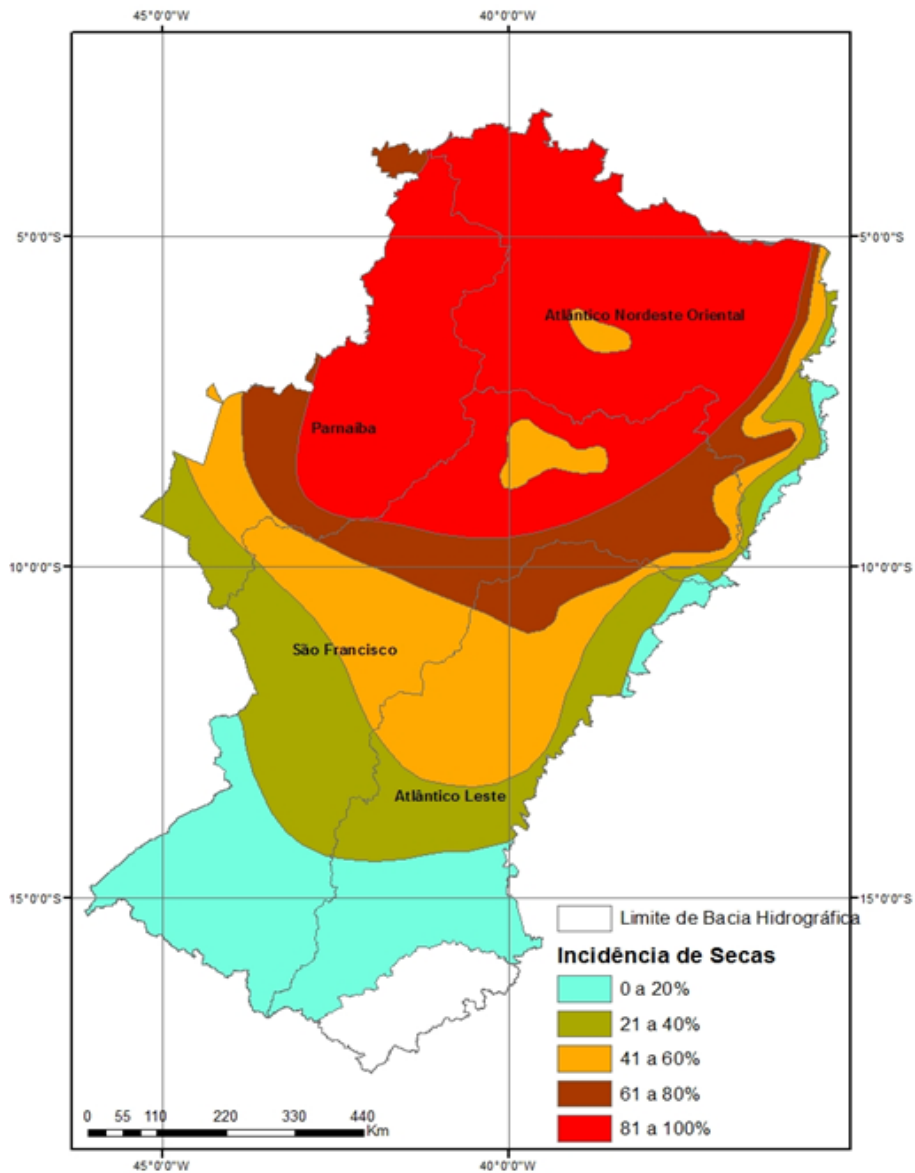 45°0'0"W 40°0'0"W
5°0'0"S 5°0'0"S
Atlântico Nordeste Oriental
Parnaíba
10°0'0"S 10°0'0"S
São Francisco
Atlântico Leste
15°0'0"S 15°0'0"S
Limite de Bacia Hidrográfica
Incidência de Secas
0 a 20%
21 a 40%
41 a 60%
61 a 80%
81 a 100%
0 55 110 220 330 440
Km
45°0'0"W 40°0'0"W